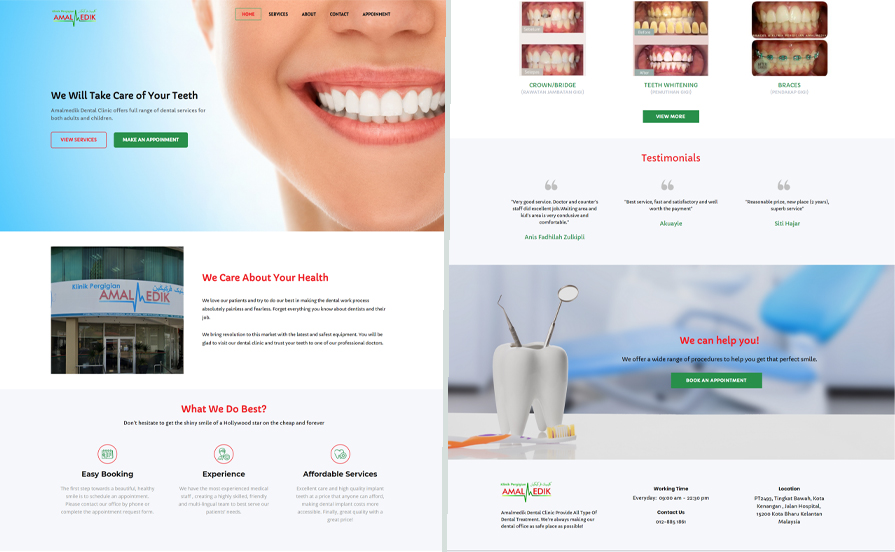 AMALMEDIK
HOME
SERVICES
ABOUT
CONTACT
APPOINMENT
We Will Take Care of Your Teeth
Amalmedik Dental Clinic offers full range of dental services for
both adults and children.
VIEW SERVICES
MAKE AN APPOINMENT
Klinik Pergigian
AMAL MEDIK
We Care About Your Health
We love our patients and try to do our best in making the dental work process
absolutely painless and fearless. Forget everything you know about dentists and their
job.
We bring revolution to this market with the latest and safest equipment. You will be
glad to visit our dental clinic and trust your teeth to one of our professional doctors.
What We Do Best?
Don't hesitate to get the shiny smile of a Hollywood star on the cheap and forever
Easy Booking
The first step towards a beautiful, healthy
smile is to schedule an appointment.
Please contact our office by phone or
complete the appointment request form.
Experience
We have the most experienced medical
staff , creating a highly skilled, friendly
and multi-lingual team to best serve our
patients' needs.
Affordable Services
Excellent care and high quality implant
teeth at a price that anyone can afford,
making dental implant costs more
accessible. Finally, great quality with a
great price!
CROWN/BRIDGE
(RAWATAN JAMBATAN GIGI)
TEETH WHITENING
(PEMUTIHAN GIGI)
BRACES
(PENDAKAP GIGI)
VIEW MORE
Testimonials
"Very good service. Doctor and counter's
staff did excellent job.Waiting area and
kid's area is very condusive and
comfortable."
Anis Fadhilah Zulkipli
"Best service, fast and satisfactory and well
worth the payment"
Akuayie
"Reasonable price, new place (2 years),
superb service"
Siti Hajar
We can help you!
We offer a wide range of procedures to help you get that perfect smile.
BOOK AN APPOINTMENT
Klinik Pergigian
AMALMEDIK
Amalmedik Dental Clinic Provide All Type Of
Dental Treatment. We're always making our
dental office as safe place as possible!
Working Time
Everyday: 09:00 am - 22:30 pm
Contact Us
012-885 1861
Location
PT2493, Tingkat Bawah, Kota
Kenangan , Jalan Hospital,
15200 Kota Bharu Kelantan
Malaysia